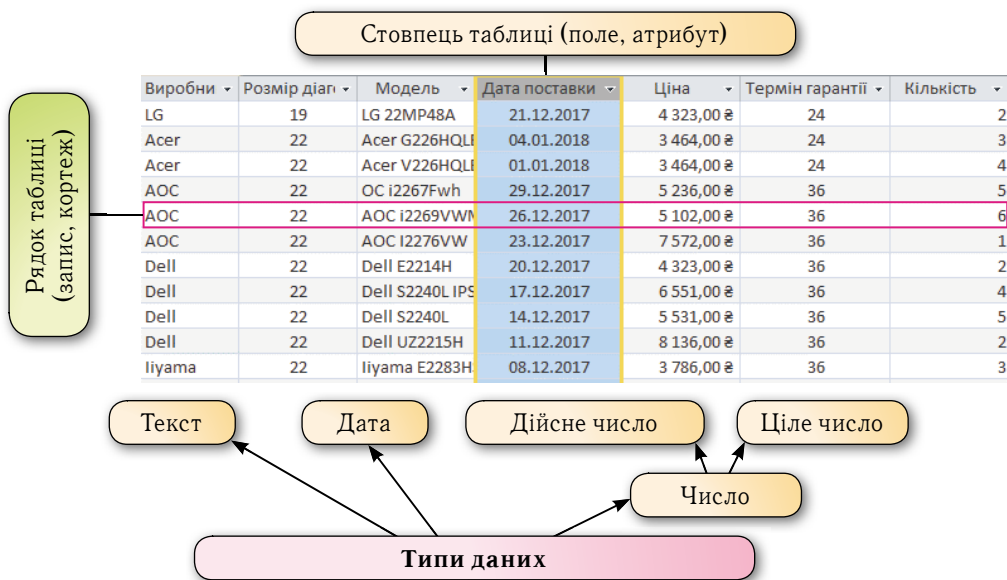 Стовпець таблиці (поле, атрибут)
Рядок таблиці
(запис, кортеж)
Виробни Розмір діаг Модель Дата поставки Ціна Термін гарантії Кількість
LG 19 LG 22MP48A 21.12.2017 4 323,00 ₴ 24 2
Acer 22 Acer G226HQL 04.01.2018 3 464,00 ₴ 24 3
Acer 22 Acer V226HQL 01.01.2018 3 464,00 ₴ 24 4
AOC 22 OC i2267Fwh 29.12.2017 5 236,00 ₴ 36 5
AOC 22 AOC i2269VW 26.12.2017 5 102,00 ₴ 36 6
AOC 22 AOC I2276VW 23.12.2017 7 572,00 ₴ 36 1
Dell 22 Dell E2214H 20.12.2017 4 323,00 ₴ 36 2
Dell 22 Dell S2240L IPS 17.12.2017 6 551,00 ₴ 36 4
Dell 22 Dell S2240L 14.12.2017 5 531,00 ₴ 36 5
Dell 22 Dell UZ2215H 11.12.2017 8 136,00 ₴ 36 2
Iiyama 22 Iiyama E2283H 08.12.2017 3 786,00 ₴ 36 3
Текст Дата Дійсне число Ціле число
Число
Типи даних